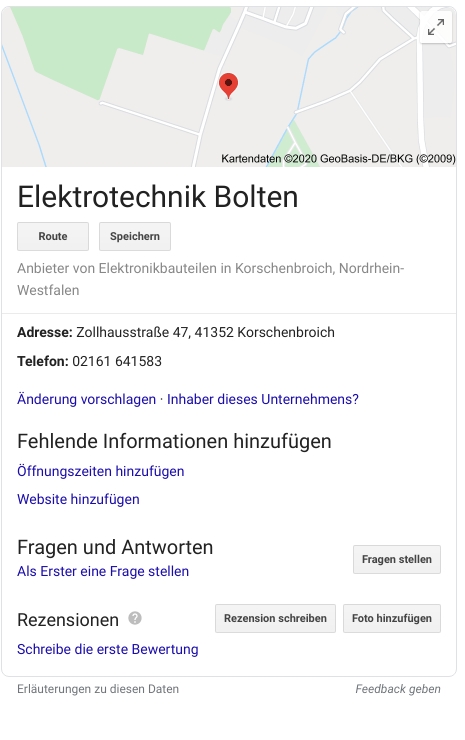 Kartendaten ©2020 GeoBasis-DE/BKG (©2009)
Elektrotechnik Bolten
Route Speichern
Anbieter von Elektronikbauteilen in Korschenbroich, Nordrhein-
Westfalen
Adresse: Zollhausstraße 47, 41352 Korschenbroich
Telefon: 02161 641583
Änderung vorschlagen · Inhaber dieses Unternehmens?
Fehlende Informationen hinzufügen
Öffnungszeiten hinzufügen
Website hinzufügen
Fragen und Antworten
Fragen stellen
Als Erster eine Frage stellen
Rezensionen ? Rezension schreiben Foto hinzufügen
Schreibe die erste Bewertung
Erläuterungen zu diesen Daten Feedback geben